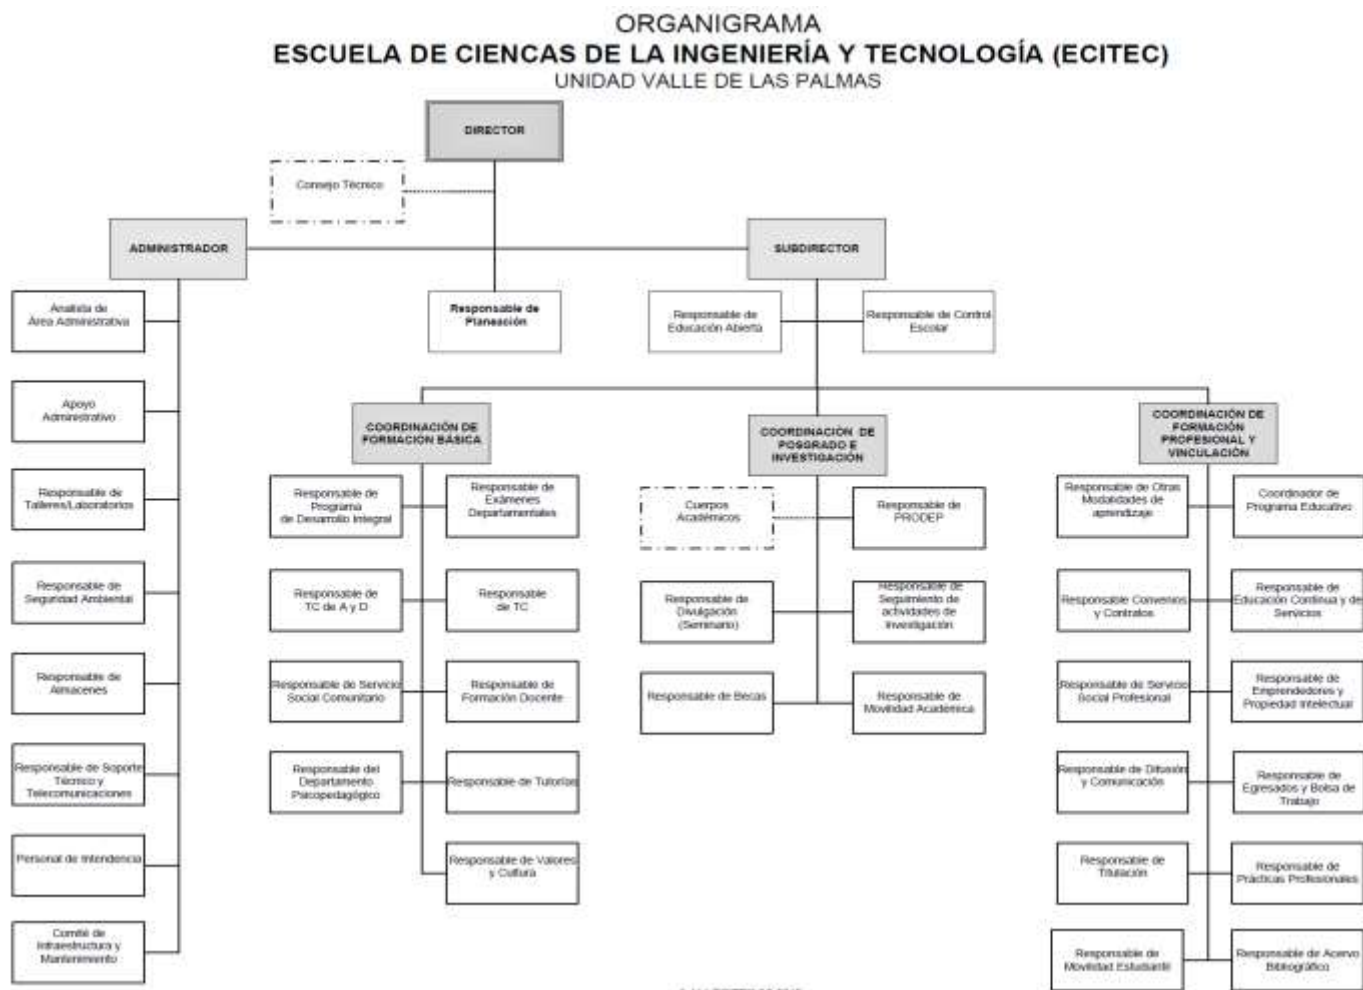 ORGANIGRAMA
ESCUELA DE CIENCAS DE LA INGENIERÍA Y TECNOLOGÍA (ECITEC)
UNIDAD VALLE DE LAS PALMAS
DIRECTOR
Consejo Técnico
ADMINISTRADOR
SUBDIRECTOR
Analista de
Área Administrativa
Responsable de
Planeación
Responsable de
Educación Abierta
Responsable de Control
Escolar
Apoyo
Administrativo
Responsable de
Talleres/Laboratorios
Responsable de
Seguridad Ambiental
Responsable de
Almacenes
Responsable de Soporte
Técnico y
Telecomunicaciones
Personal de Intendencia
Comité de
Infraestructura y
Mantenimiento
COORDINACIÓN DE
FORMACIÓN BÁSICA
Responsable de
Programa
de Desarrollo Integral
Responsable de
Exámenes
Departamentales
Responsable de
TC de A y D
Responsable
de TC
Responsable de Servicio
Social Comunitario
Responsable de
Formación Docente
Responsable del
Departamento
Psicopedagógico
Responsable de Tutorías
Responsable de Valores
y Cultura
COORDINACIÓN DE
POSGRADO E
INVESTIGACIÓN
Cuerpos
Académicos
Responsable de
PRODEP
Responsable de
Divulgación
(Seminario)
Responsable de
Seguimiento de
actividades de
Investigación
Responsable de Becas
Responsable de
Movilidad Académica
COORDINACIÓN DE
FORMACIÓN
PROFESIONAL Y
VINCULACIÓN
Responsable de Otras
Modalidades de
aprendizaje
Coordinador de
Programa Educativo
Responsable Convenios
y Contratos
Responsable de
Educación Continua y de
Servicios
Responsable de Servicio
Social Profesional
Responsable de
Emprendedores y
Propiedad Intelectual
Responsable de Difusión
y Comunicación
Responsable de
Egresados y Bolsa de
Trabajo
Responsable de
Titulación
Responsable de
Prácticas Profesionales
Responsable de
Movilidad Estudiantil
Responsable de Acervo
Bibliográfico